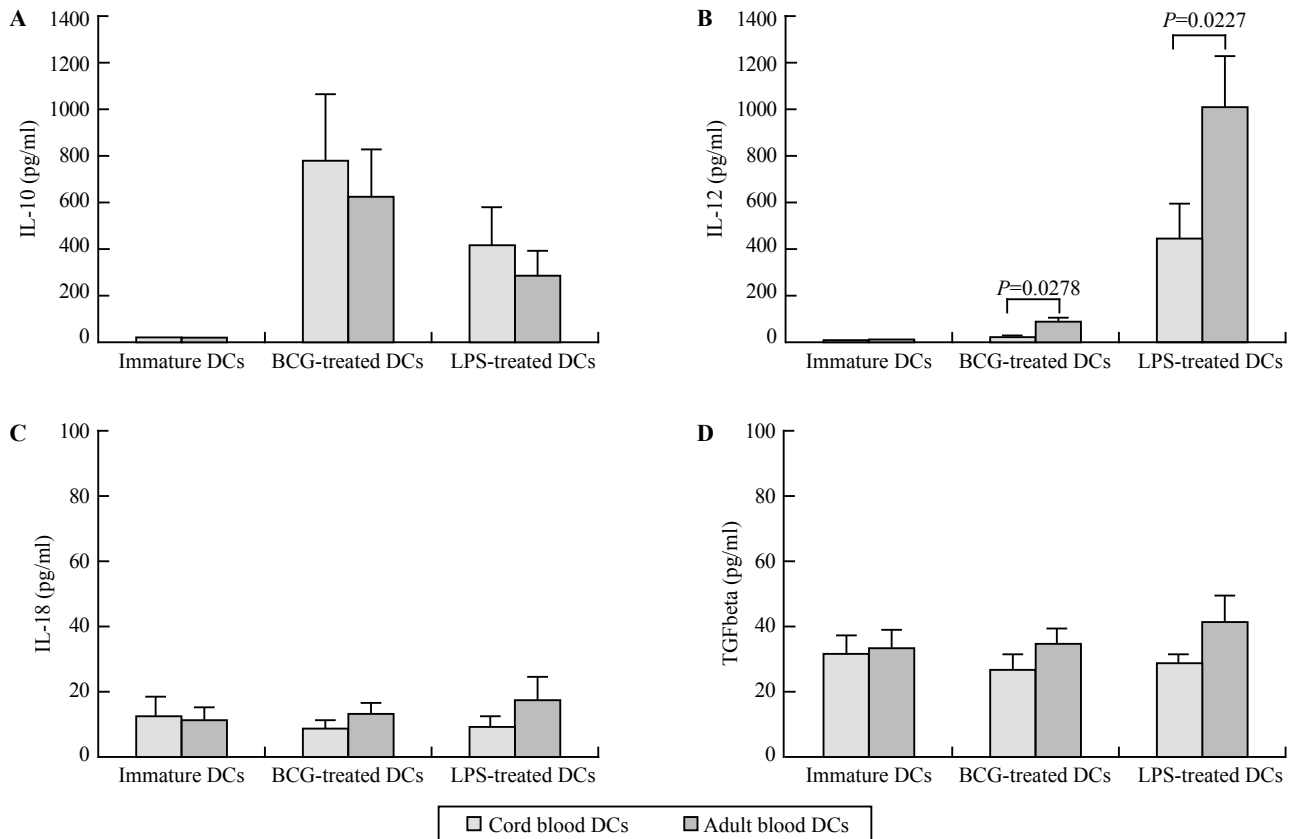 A
IL-10 (pg/ml)
1400
1200
1000
800
600
400
200
0
Immature DCs BCG-treated DCs LPS-treated DCs
B
IL-12 (pg/ml)
1400
1200
1000
800
600
400
200
0
P=0.0227
P=0.0278
Immature DCs BCG-treated DCs LPS-treated DCs
C
IL-18 (pg/ml)
100
80
60
40
20
0
Immature DCs BCG-treated DCs LPS-treated DCs
D
TGFbeta (pg/ml)
100
80
60
40
20
0
Immature DCs BCG-treated DCs LPS-treated DCs
Cord blood DCs Adult blood DCs